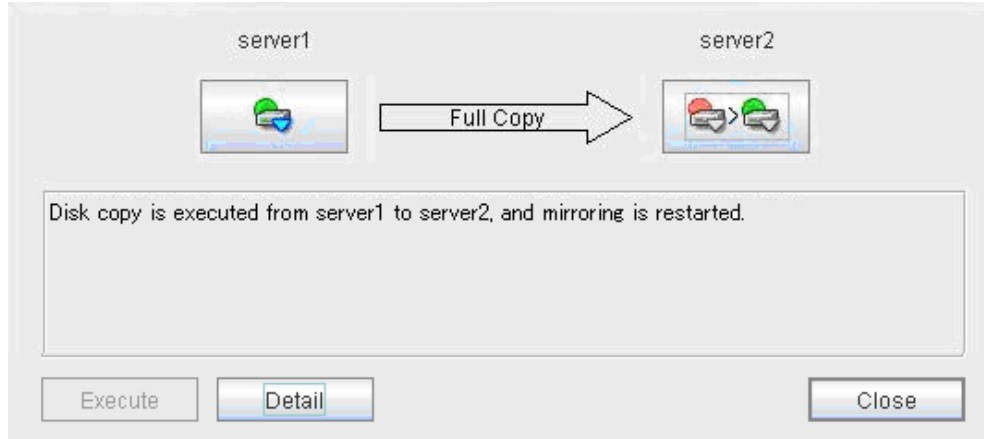 server1 server2
Full Copy
Disk copy is executed from server1 to server2, and mirroring is restarted.
Execute Detail Close